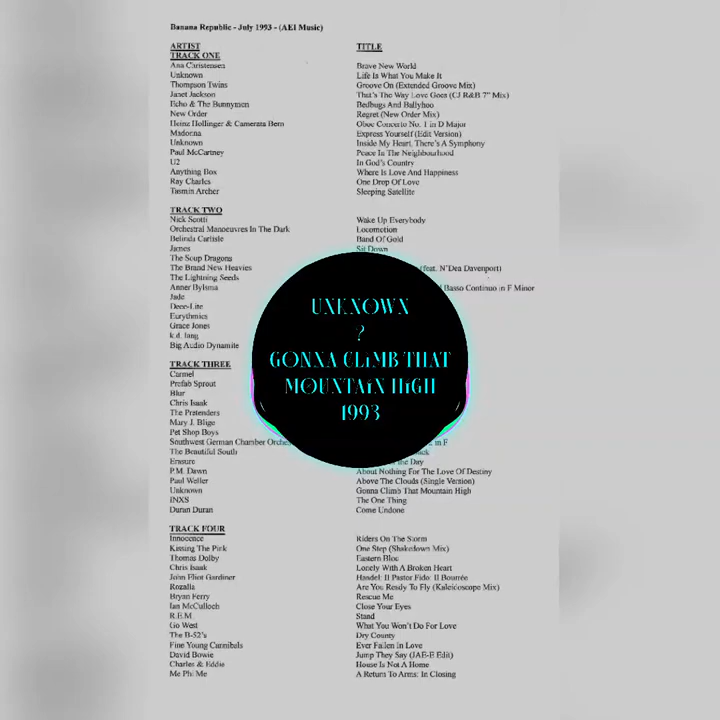 Banana Republic - July 1993 - (AEI Music)
ARTIST TITLE
TRACK ONE
Ana Christensen Brave New World
Unknown Life Is What You Make It
Thompson Twins Groove On (Extended Groove Mix)
Janet Jackson That's The Way Love Goes (CJ R&B 7" Mix)
Echo & The Bunnymen Bedbugs And Ballyhoo
New Order Regret (New Order Mix)
Heinz Hollinger & Camerata Bern Oboe Concerto No. 1 in D Major
Madonna Express Yourself (Edit Version)
Unknown Inside My Heart, There's A Symphony
Paul McCartney Peace In The Neighbourhood
U2 In God's Country
Anything Box Where Is Love And Happiness
Ray Charles One Drop Of Love
Tasmin Archer Sleeping Satellite
TRACK TWO
Nick Scotti Wake Up Everybody
Orchestral Manoeuvres In The Dark Locomotion
Belinda Carlisle Band Of Gold
James Sit Down
The Soup Dragons
The Brand New Heavies (feat. N'Dea Davenport)
The Lightning Seeds
Anner Bylsma Basso Continuo in F Minor
Jade
Deee-Lite
Eurythmics
Grace Jones
k.d. lang
Big Audio Dynamite
TRACK THREE
Carmel
Prefab Sprout
Blur
Chris Isaak
The Pretenders
Mary J. Blige
Pet Shop Boys
Southwest German Chamber in F
The Beautiful South
Erasure the Day
P.M. Dawn About Nothing For The Love Of Destiny
Paul Weller Above The Clouds (Single Version)
Unknown Gonna Climb That Mountain High
INXS The One Thing
Duran Duran Come Undone
TRACK FOUR
Innocence Riders On The Storm
Kissing The Pink One Step (Shakedown Mix)
Thomas Dolby Eastern Bloc
Chris Isaak Lonely With A Broken Heart
John Eliot Gardiner Handel: Il Pastor Fido: Il Bourrée
Rozalla Are You Ready To Fly (Kaleidoscope Mix)
Bryan Ferry Rescue Me
Ian McCulloch Close Your Eyes
R.E.M. Stand
Go West What You Won't Do For Love
The B-52's Dry County
Fine Young Cannibals Ever Fallen In Love
David Bowie Jump They Say (JAE-E Edit)
Charles & Eddie House Is Not A Home
Me Phi Me A Return To Arms: In Closing
UNKNOWN
?
GONNA CLiMB THAT
MOUNTAiN HiGH
1993